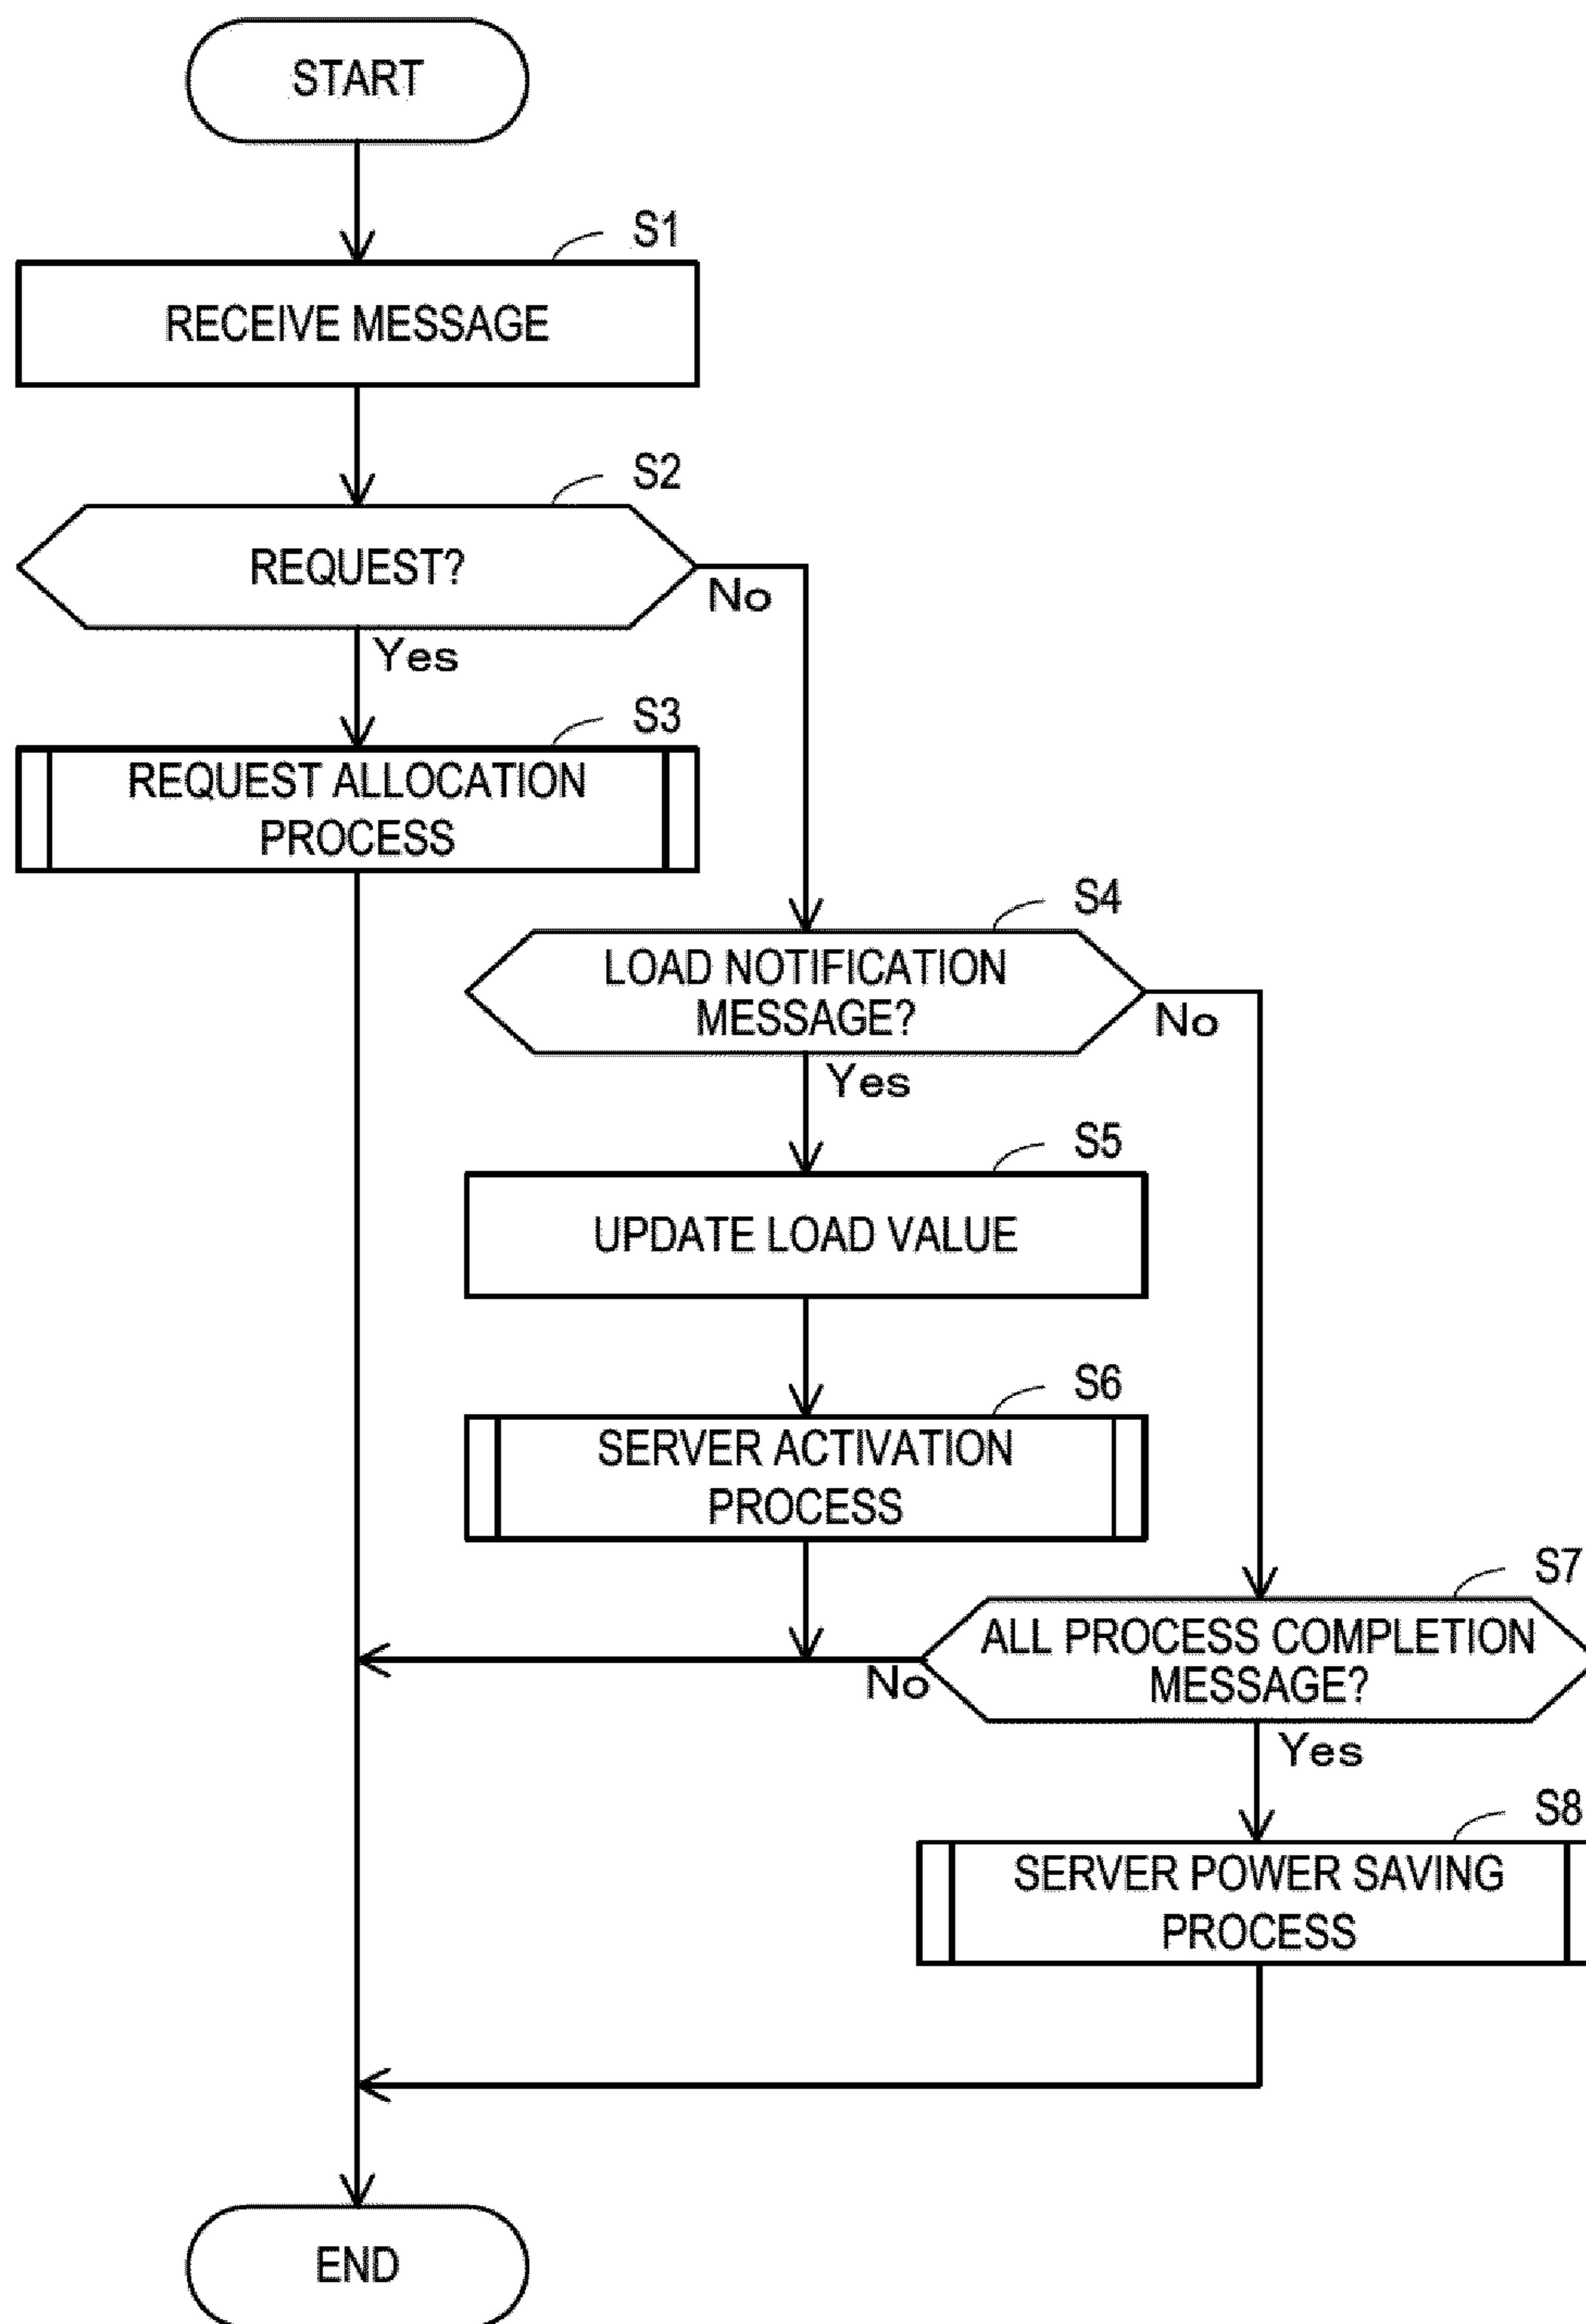 START
S1
RECEIVE MESSAGE
S2
REQUEST?
No
Yes
S3
REQUEST ALLOCATION
PROCESS
S4
LOAD NOTIFICATION
MESSAGE?
No
Yes
S5
UPDATE LOAD VALUE
S6
SERVER ACTIVATION
PROCESS
S7
ALL PROCESS COMPLETION
MESSAGE?
No
Yes
S8
SERVER POWER SAVING
PROCESS
END